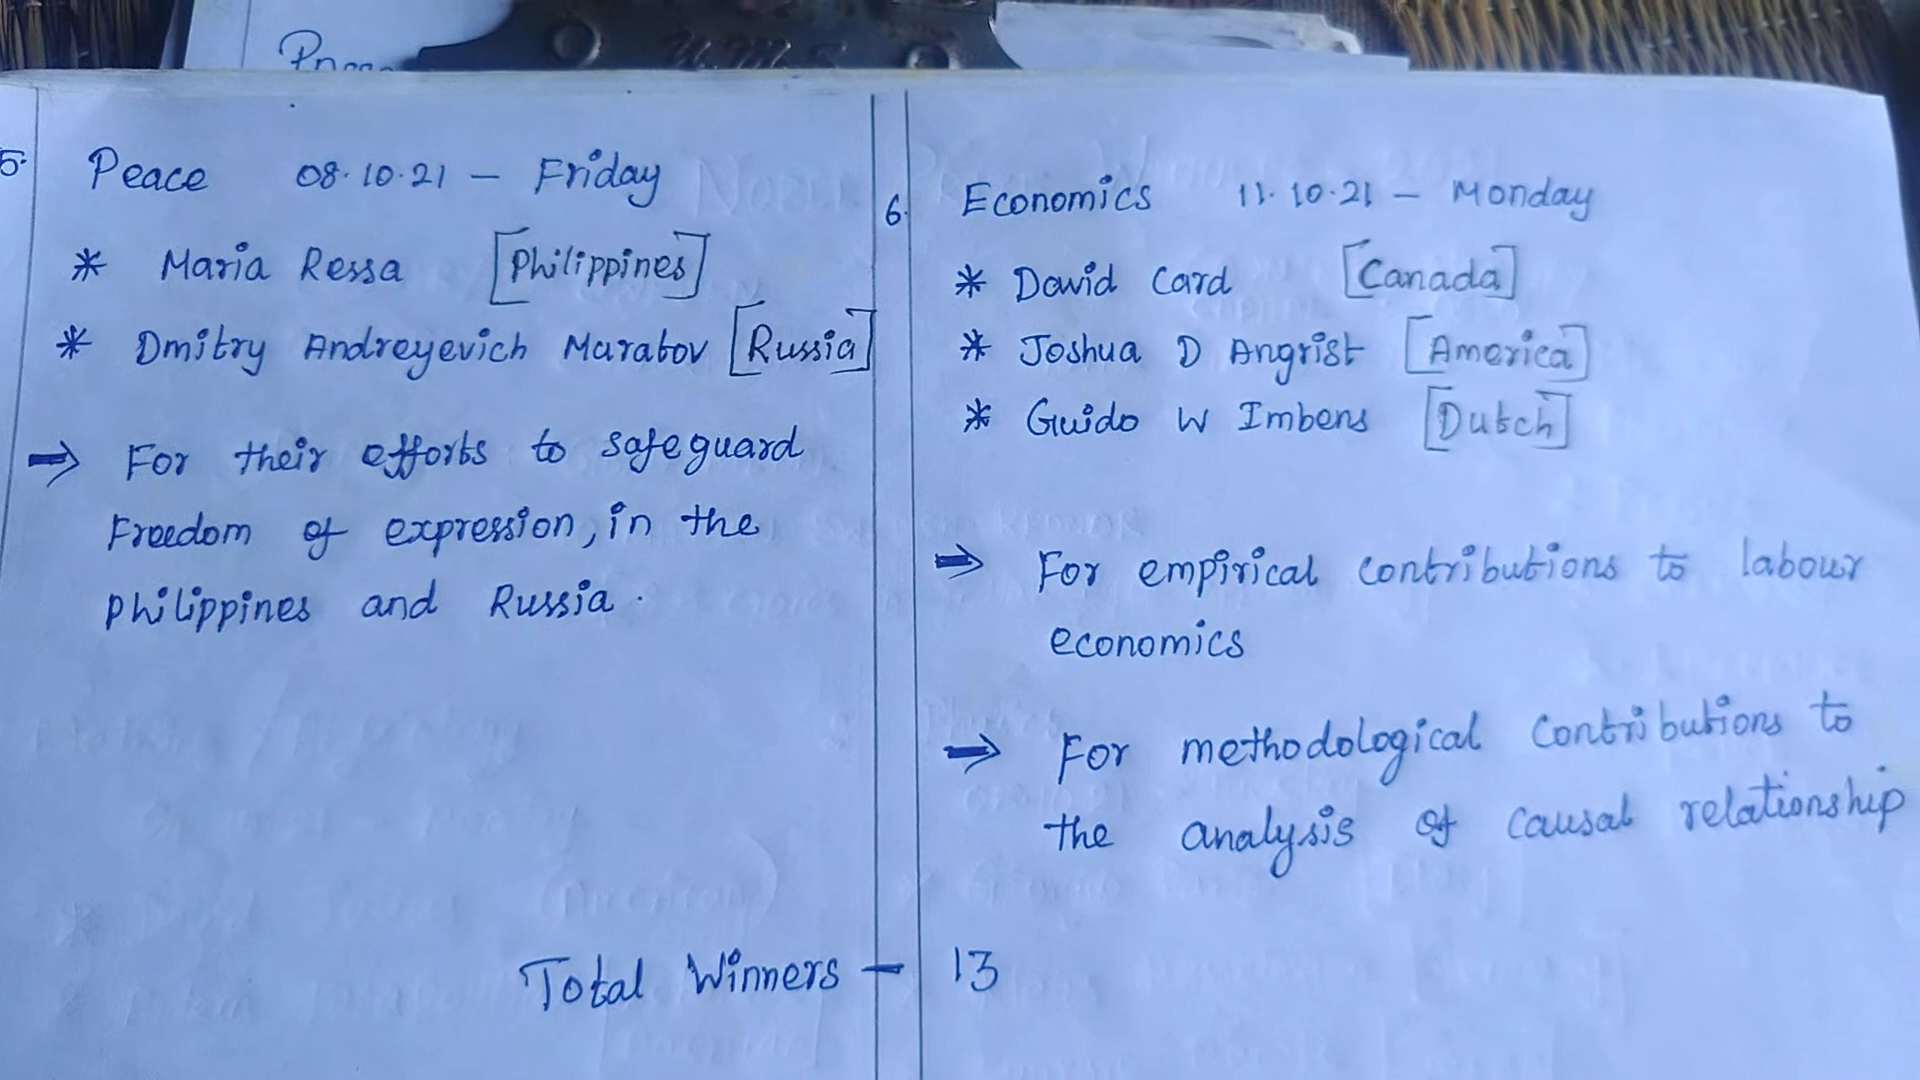 5. Peace 08.10.21 - Friday
* Maria Ressa [Philippines]
* Dmitry Andreyevich Muratov [Russia]
→ For their efforts to safeguard
Freedom of expression, in the
Philippines and Russia.
6. Economics 11.10.21 - Monday
* David Card [Canada]
* Joshua D Angrist [America]
* Guido W Imbens [Dutch]
→ For empirical contributions to labour
economics
→ For methodological contributions to
the analysis of causal relationship
Total Winners - 13